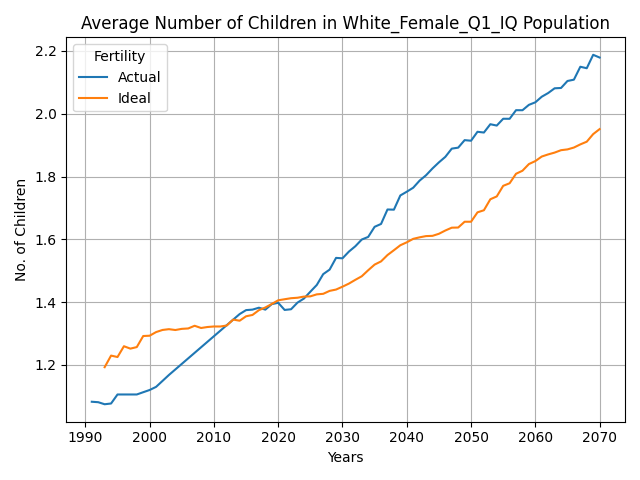 Average Number of Children in White_Female_Q1_IQ Population
Fertility
Actual
Ideal
No. of Children
2.2
2.0
1.8
1.6
1.4
1.2
1990 2000 2010 2020 2030 2040 2050 2060 2070
Years